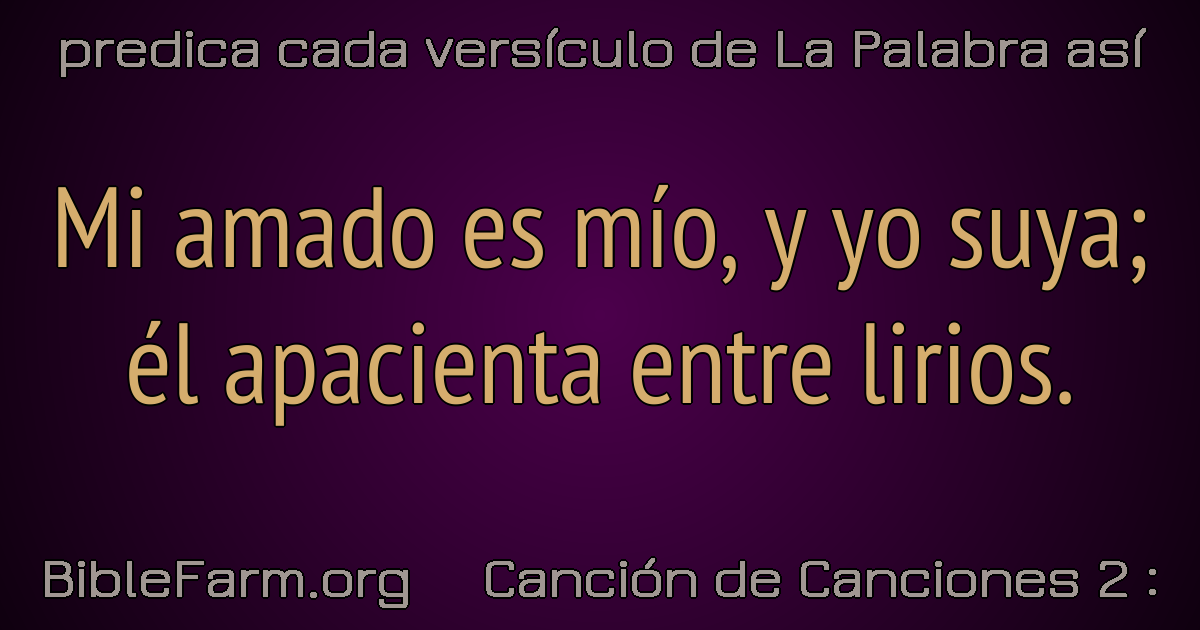 predica cada versículo de La Palabra así
Mi amado es mío, y yo suya;
él apacienta entre lirios.
BibleFarm.org Canción de Canciones 2 :